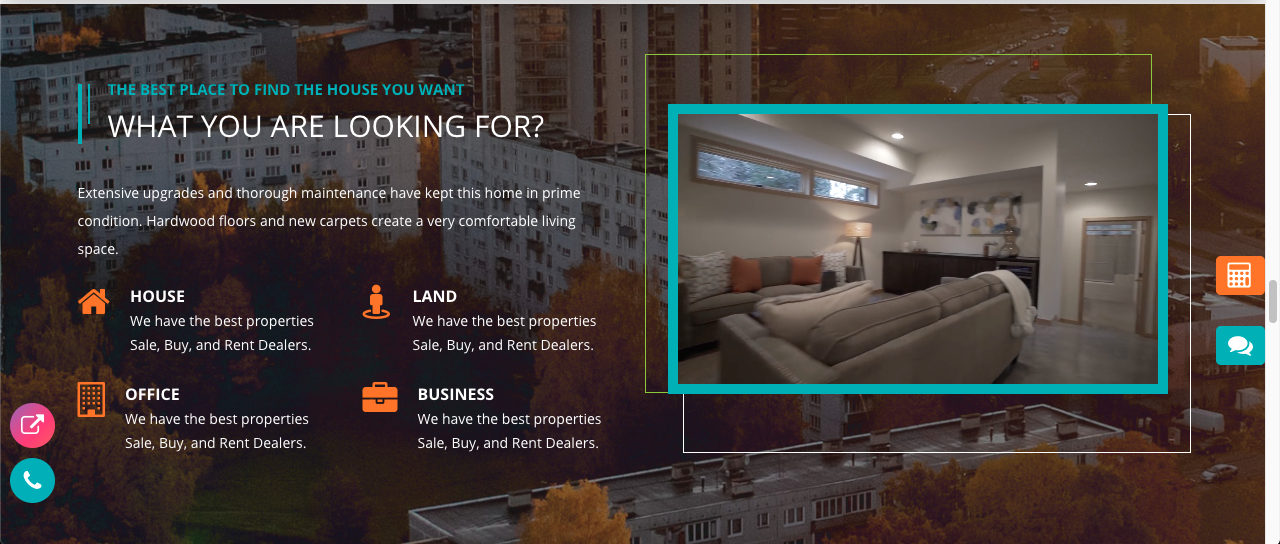 THE BEST PLACE TO FIND THE HOUSE YOU WANT
WHAT YOU ARE LOOKING FOR?
Extensive upgrades and thorough maintenance have kept this home in prime
condition. Hardwood floors and new carpets create a very comfortable living
space.
HOUSE
We have the best properties
Sale, Buy, and Rent Dealers.
LAND
We have the best properties
Sale, Buy, and Rent Dealers.
OFFICE
We have the best properties
Sale, Buy, and Rent Dealers.
BUSINESS
We have the best properties
Sale, Buy, and Rent Dealers.